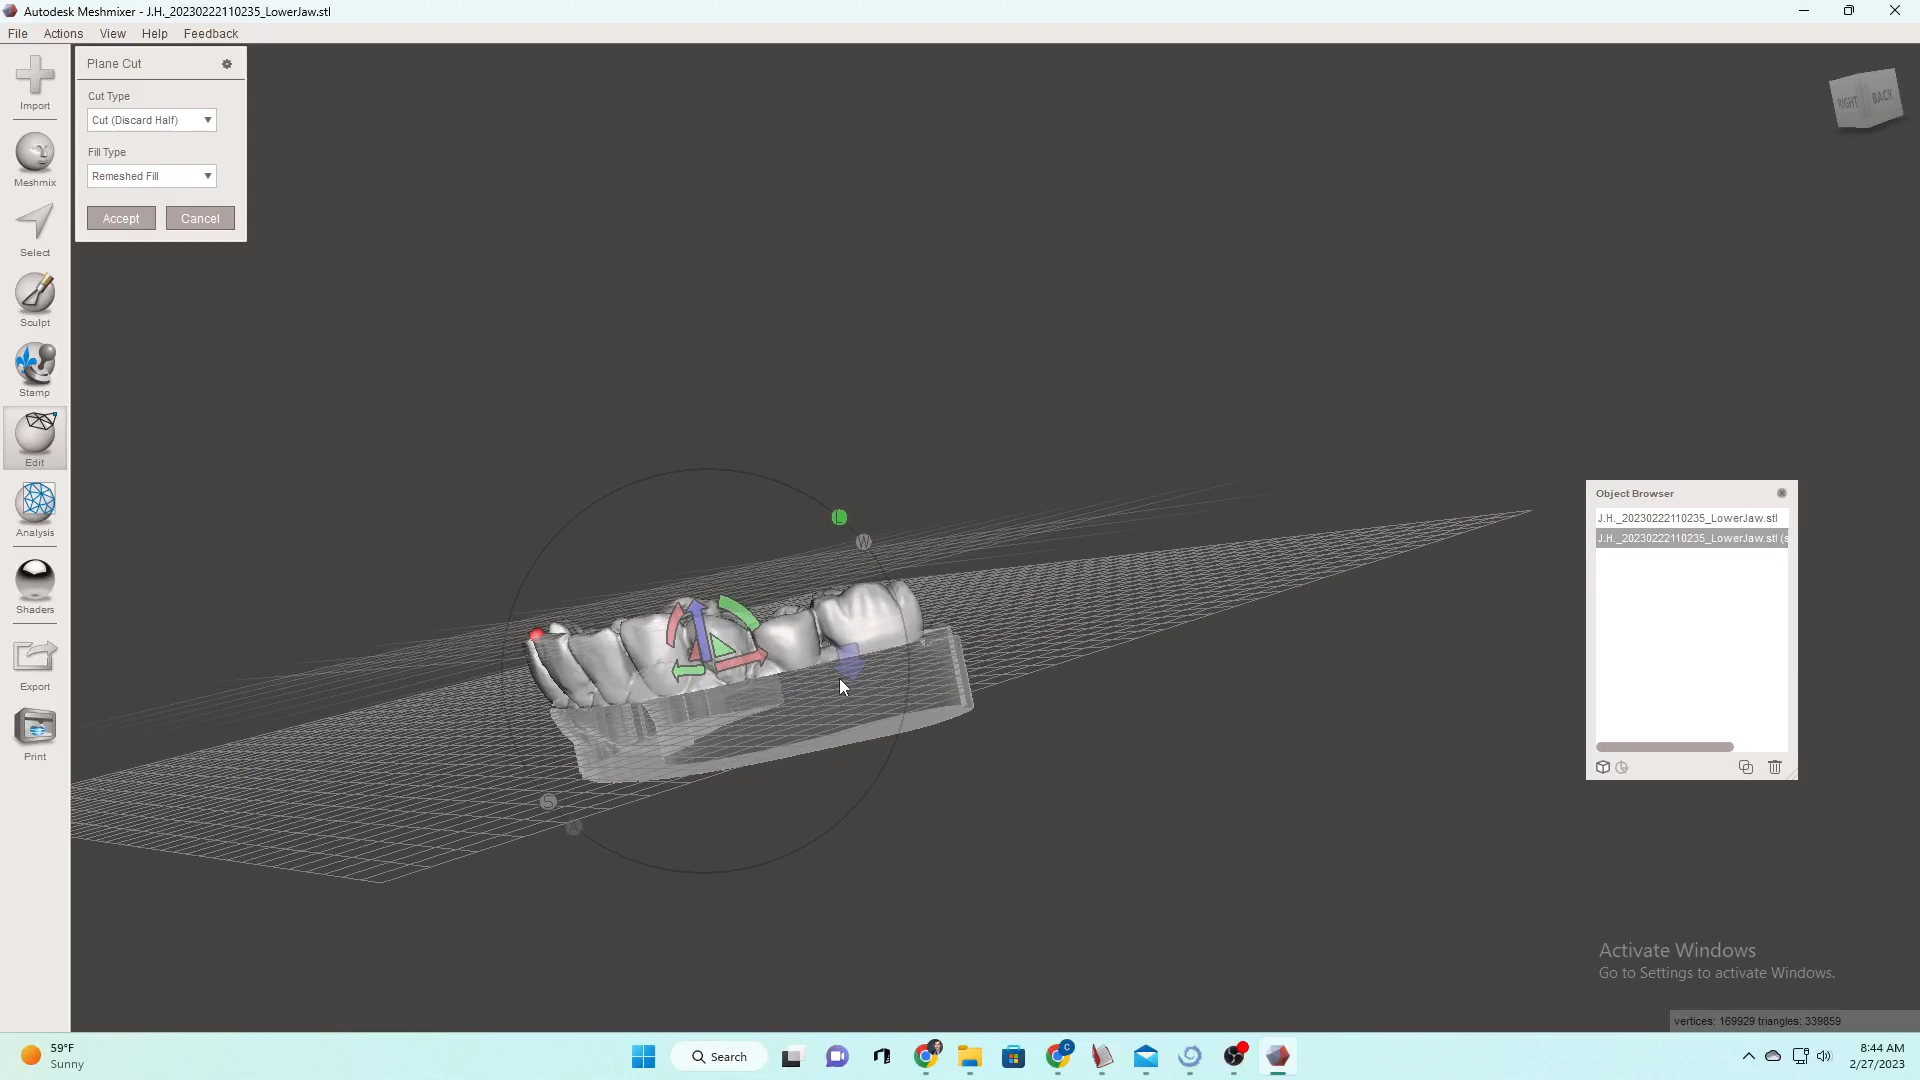 Autodesk Meshmixer - J.H._20230222110235_LowerJaw.stl
File Actions View Help Feedback
Plane Cut
Cut Type
Cut (Discard Half)
Fill Type
Remeshed Fill
Accept Cancel
Import
Meshmix
Select
Sculpt
Stamp
Edit
Analysis
Shaders
Export
Print
RIGHT BACK
L
W
S
A
Object Browser
J.H._20230222110235_LowerJaw.stl
J.H._20230222110235_LowerJaw.stl (s
Activate Windows
Go to Settings to activate Windows.
vertices: 169929 triangles: 339859
59°F
Sunny
Search
C
8:44 AM
2/27/2023